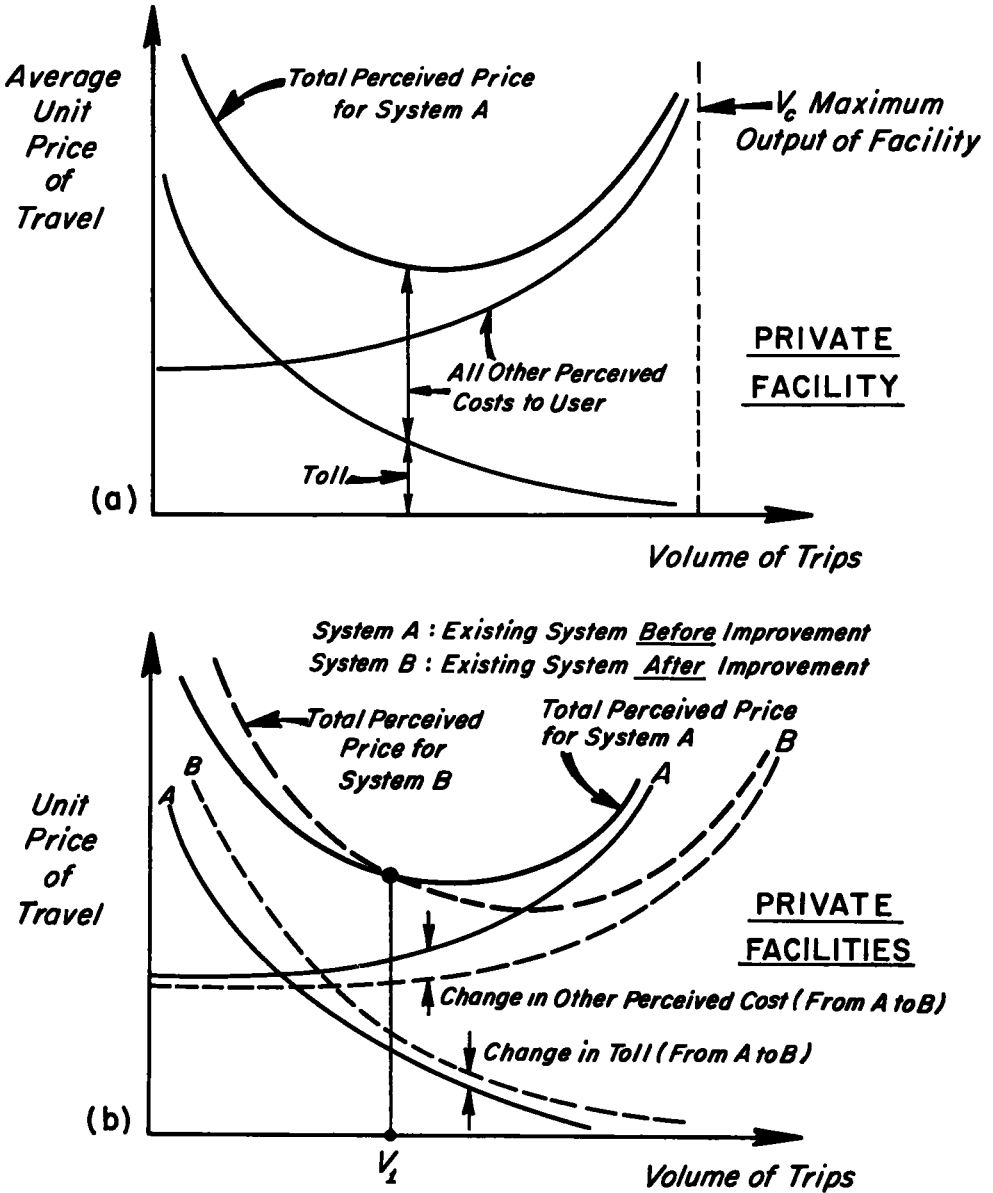 Average
Unit
Price
of
Travel
Total Perceived Price
for System A
Vc Maximum
Output of Facility
PRIVATE
FACILITY
All Other Perceived
Costs to User
Toll
(a)
Volume of Trips
System A : Existing System Before Improvement
System B : Existing System After Improvement
Total Perceived
Price for
System B
Total Perceived Price
for System A
A
B
B
A
Unit
Price
of
Travel
PRIVATE
FACILITIES
Change in Other Perceived Cost (From A to B)
Change in Toll (From A to B)
(b)
V1
Volume of Trips